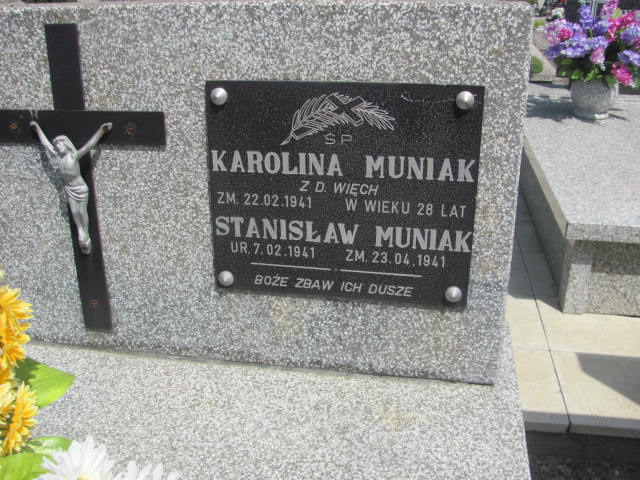 Ś P
KAROLINA MUNIAK
Z D. WIĘCH
ZM. 22.02.1941 W WIEKU 28 LAT
STANISŁAW MUNIAK
UR. 7.02.1941 ZM. 23.04.1941
BOŻE ZBAW ICH DUSZE